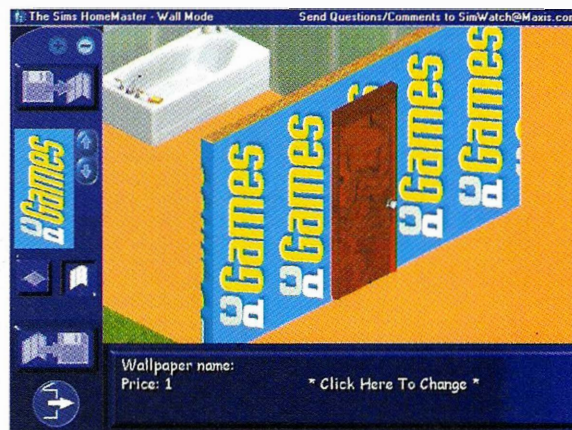 The Sims HomeMaster - Wall Mode
Send Questions/Comments to SimWatch@Maxis.com
PC Games
PC Games
PC Games
PC Games
PC Games
Wallpaper name:
Price: 1
* Click Here To Change *